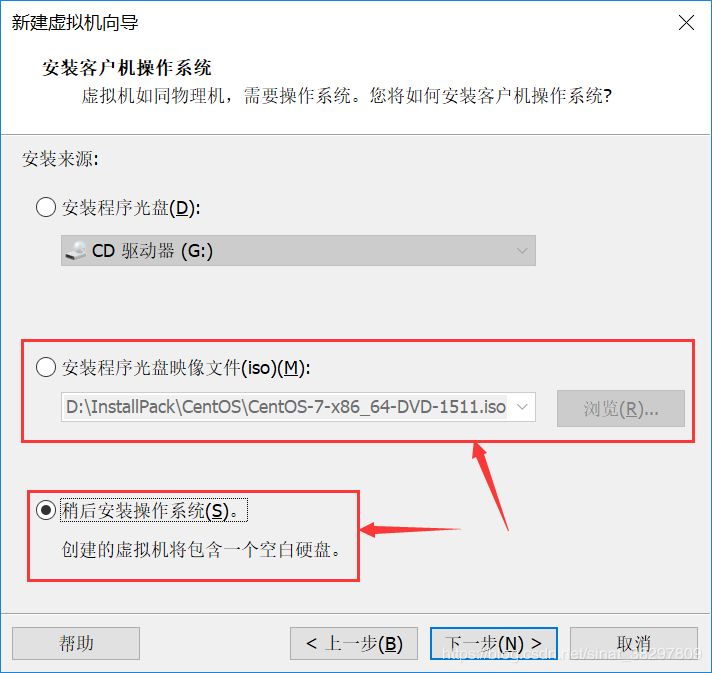 新建虚拟机向导
安装客户机操作系统
虚拟机如同物理机，需要操作系统。您将如何安装客户机操作系统?
安装来源:
安装程序光盘(D):
CD 驱动器 (G:)
安装程序光盘映像文件(iso)(M):
D:\InstallPack\CentOS\CentOS-7-x86_64-DVD-1511.iso
浏览(R)...
稍后安装操作系统(S)。
创建的虚拟机将包含一个空白硬盘。
帮助
< 上一步(B)
下一步(N) >
取消
https://blog.csdn.net/sinat_38297809